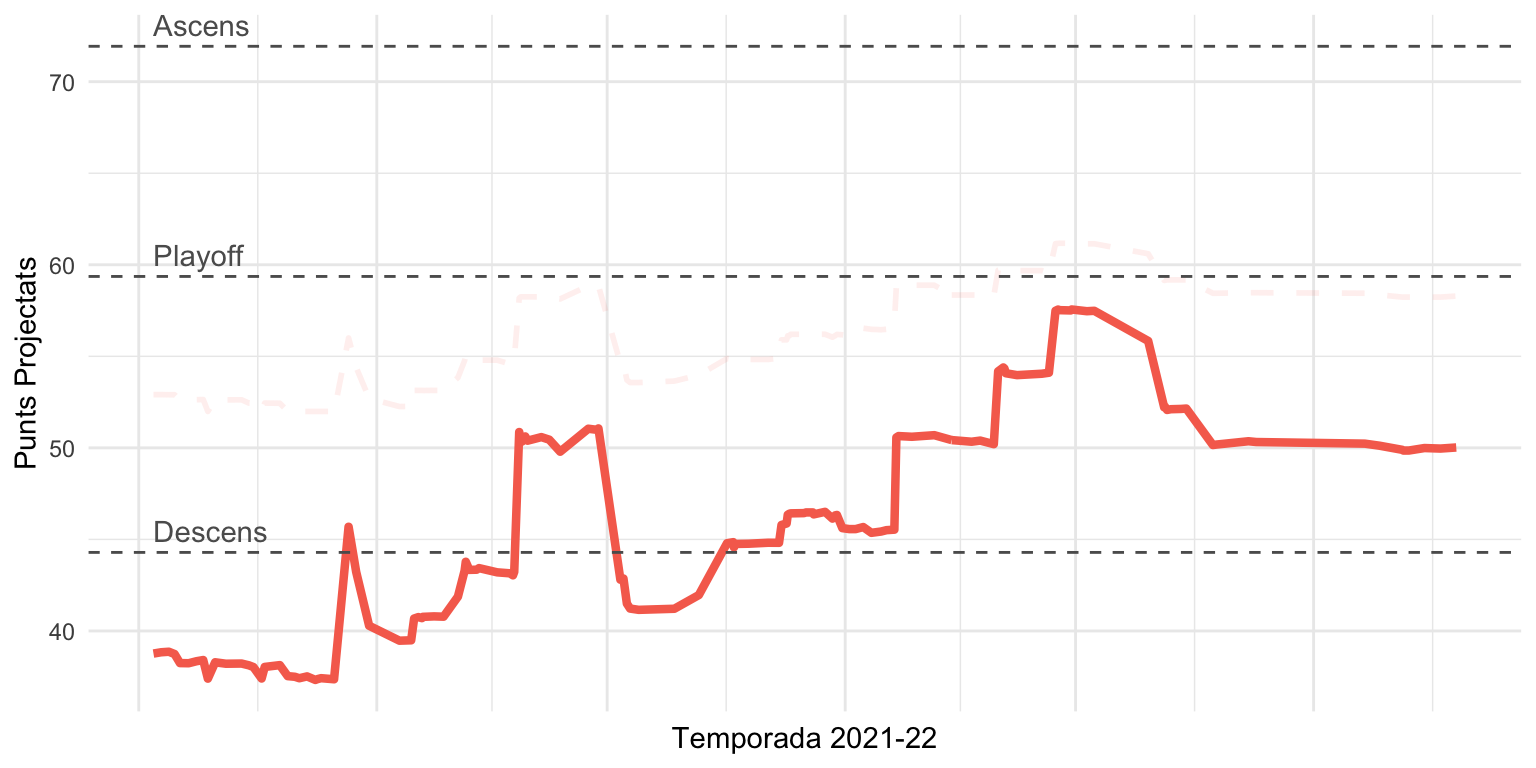 Ascens
70
Playoff
60
Punts Projectats
50
Descens
40
Temporada 2021-22